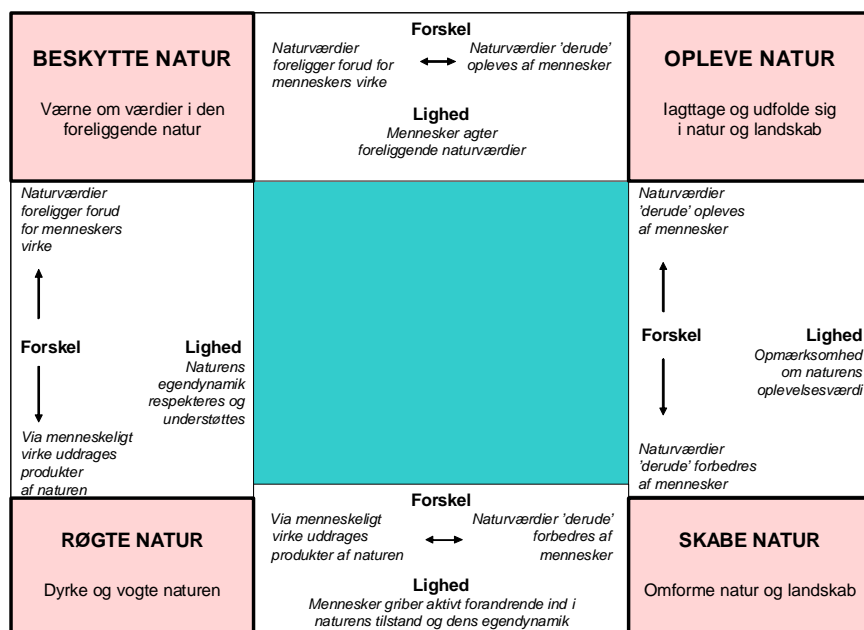 BESKYTTE NATUR
Værne om værdier i den
foreliggende natur
Forskel
Naturværdier
foreligger forud for
menneskers virke
Naturværdier 'derude'
opleves af mennesker
Lighed
Mennesker agter
foreliggende naturværdier
OPLEVE NATUR
Iagttage og udfolde sig
i natur og landskab
Naturværdier
foreligger forud
for menneskers
virke
Forskel
Lighed
Naturens
egendynamik
respekteres og
understøttes
Via menneskeligt
virke uddrages
produkter
af naturen
Naturværdier
'derude' opleves
af mennesker
Forskel
Lighed
Opmærksomhed
om naturens
oplevelsesværdi
Naturværdier
'derude' forbedres
af mennesker
RØGTE NATUR
Dyrke og vogte naturen
Forskel
Via menneskeligt
virke uddrages
produkter af naturen
Naturværdier 'derude'
forbedres af
mennesker
Lighed
Mennesker griber aktivt forandrende ind i
naturens tilstand og dens egendynamik
SKABE NATUR
Omforme natur og landskab